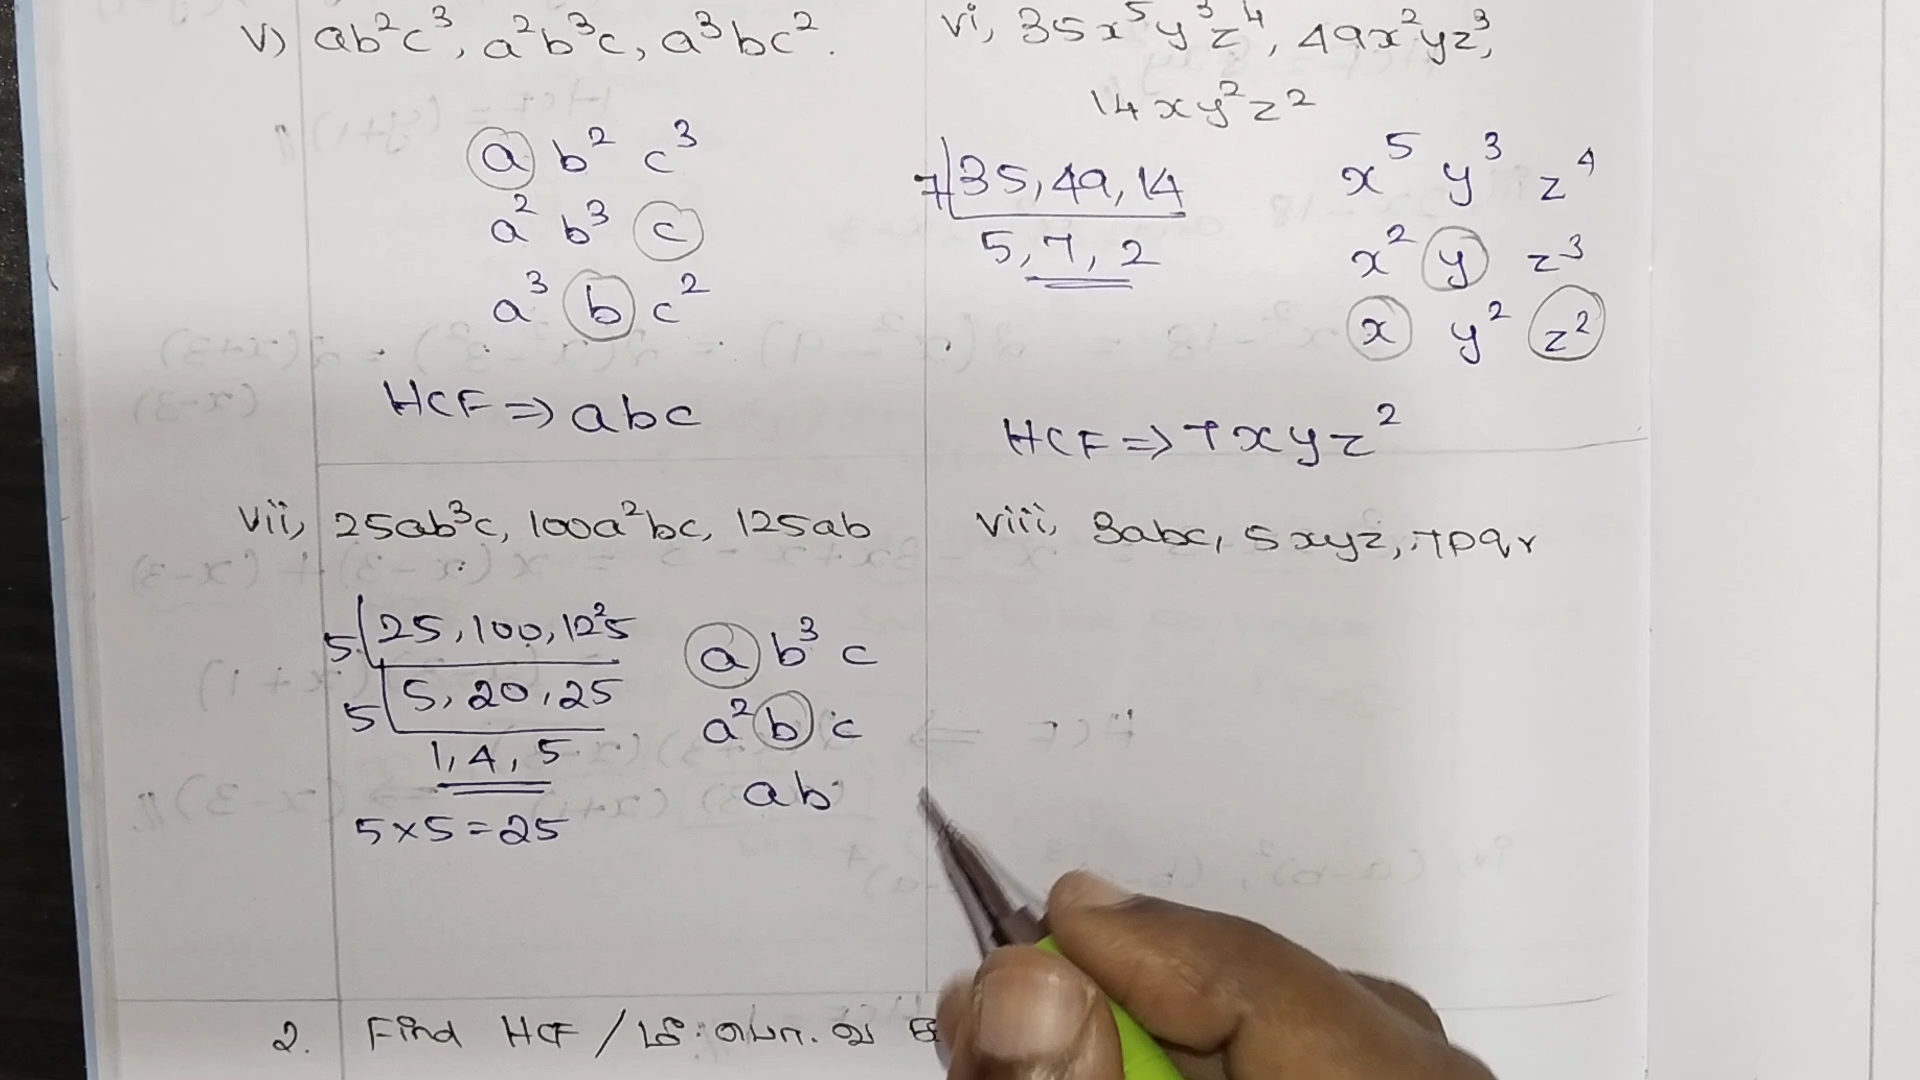 v) ab²c³, a²b³c, a³bc².
a b² c³
a² b³ c
a³ b c²
HCF => abc
vi, 35x⁵y³z⁴, 49x²yz³,
14xy²z²
7|35,49,14
5,7,2
x⁵ y³ z⁴
x² y z³
x y² z²
HCF => 7xyz²
vii, 25ab³c, 100a²bc, 125ab
5|25,100,125
2
5|5,20,25
1,4,5
5×5=25
a b³ c
a² b c
ab
viii, 3abc, 5xyz, 7pqr
2. Find HCF / மீ.பொ.வ